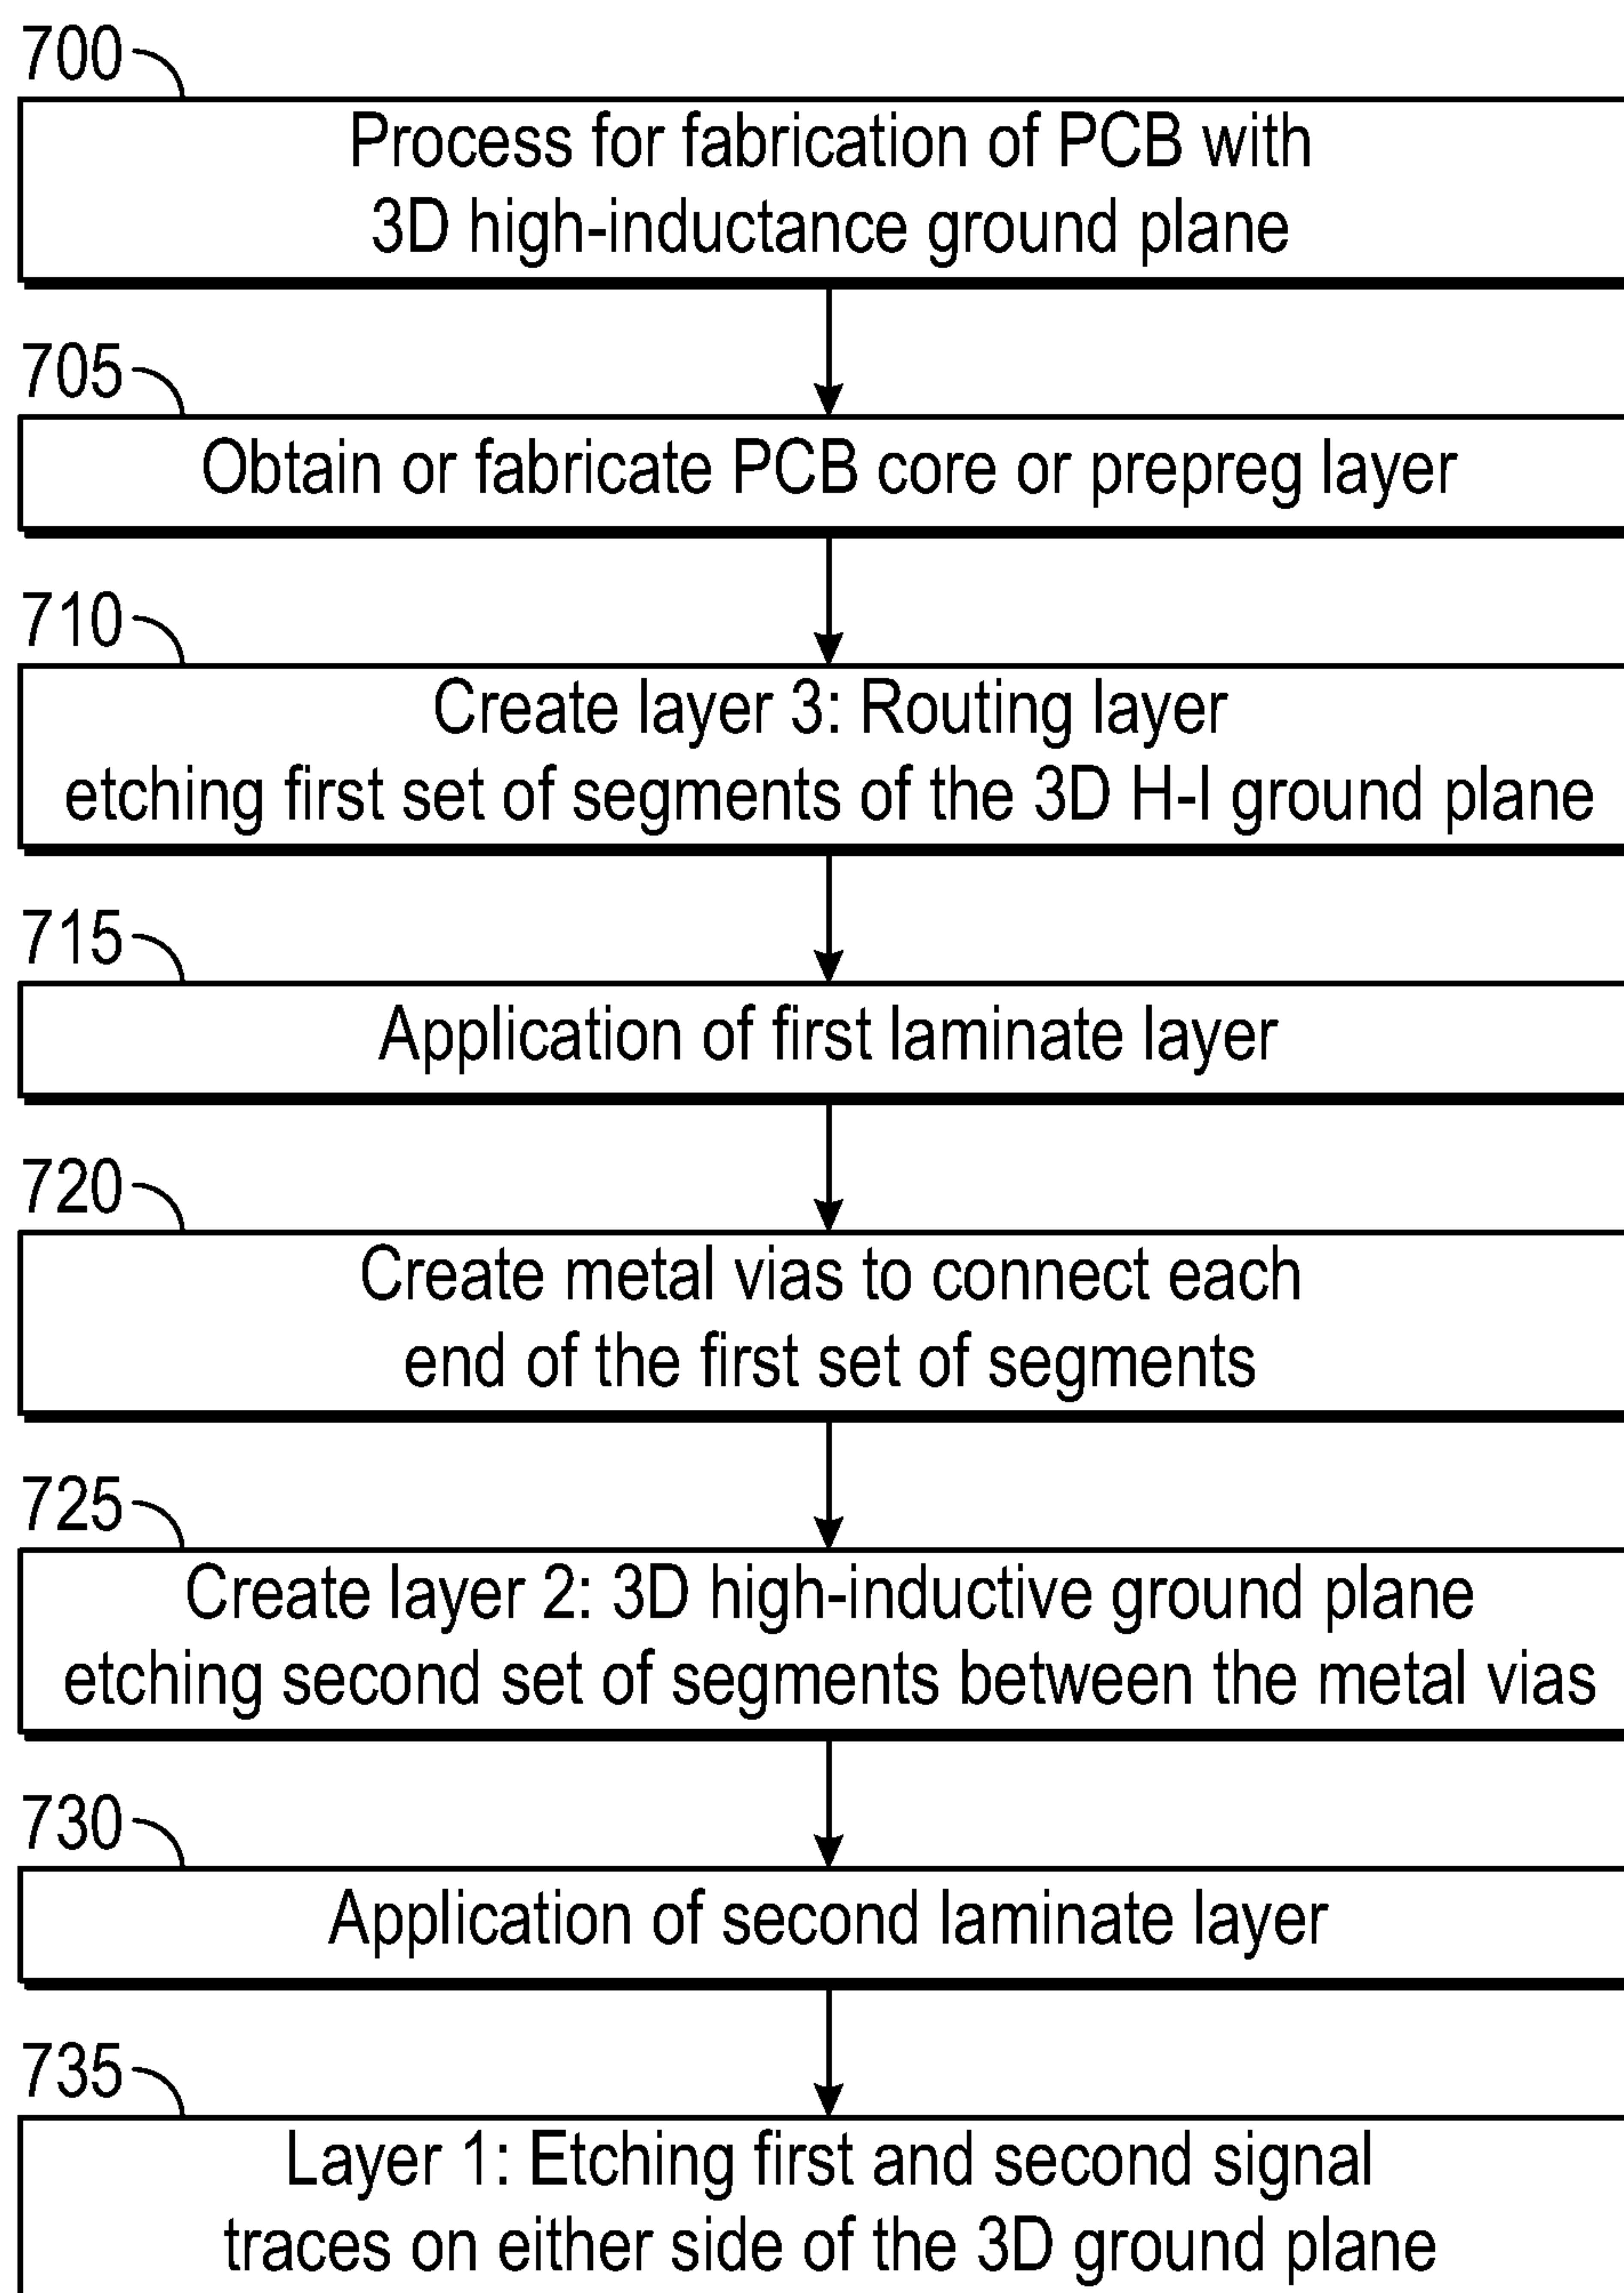 700
Process for fabrication of PCB with
3D high-inductance ground plane
705
Obtain or fabricate PCB core or prepreg layer
710
Create layer 3: Routing layer
etching first set of segments of the 3D H-I ground plane
715
Application of first laminate layer
720
Create metal vias to connect each
end of the first set of segments
725
Create layer 2: 3D high-inductive ground plane
etching second set of segments between the metal vias
730
Application of second laminate layer
735
Layer 1: Etching first and second signal
traces on either side of the 3D ground plane